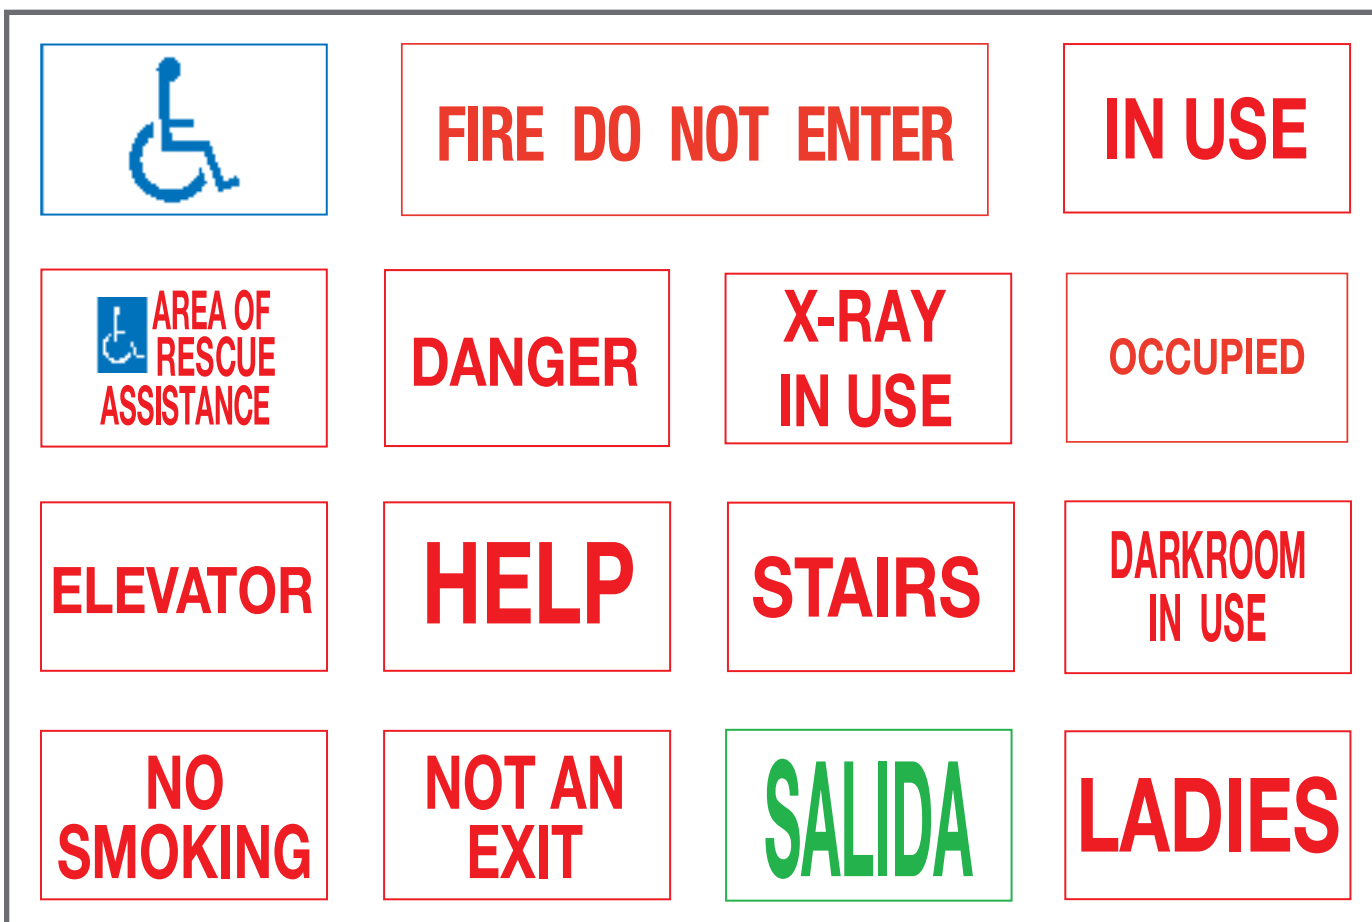 FIRE DO NOT ENTER
IN USE
AREA OF
RESCUE
ASSISTANCE
DANGER
X-RAY
IN USE
OCCUPIED
ELEVATOR
HELP
STAIRS
DARKROOM
IN USE
NO
SMOKING
NOT AN
EXIT
SALIDA
LADIES